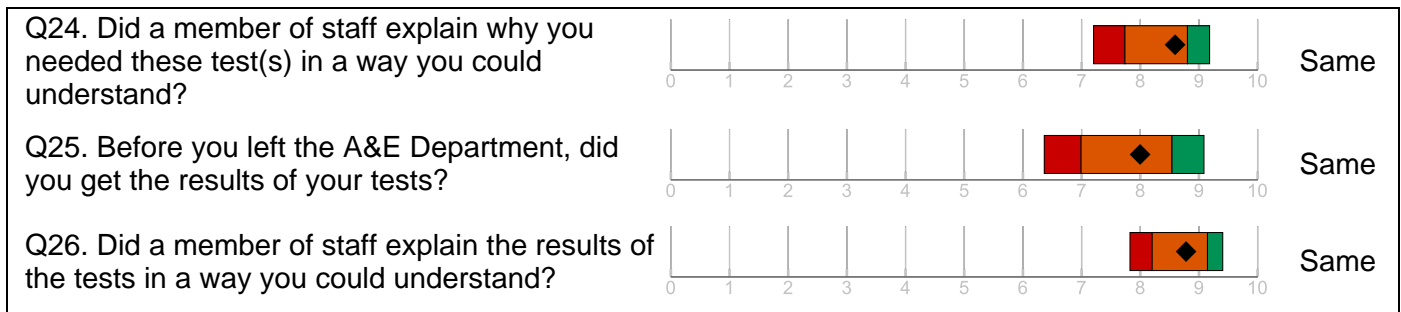 Q24. Did a member of staff explain why you
needed these test(s) in a way you could
understand?
0 1 2 3 4 5 6 7 8 9 10
Same
Q25. Before you left the A&E Department, did
you get the results of your tests?
0 1 2 3 4 5 6 7 8 9 10
Same
Q26. Did a member of staff explain the results of
the tests in a way you could understand?
0 1 2 3 4 5 6 7 8 9 10
Same